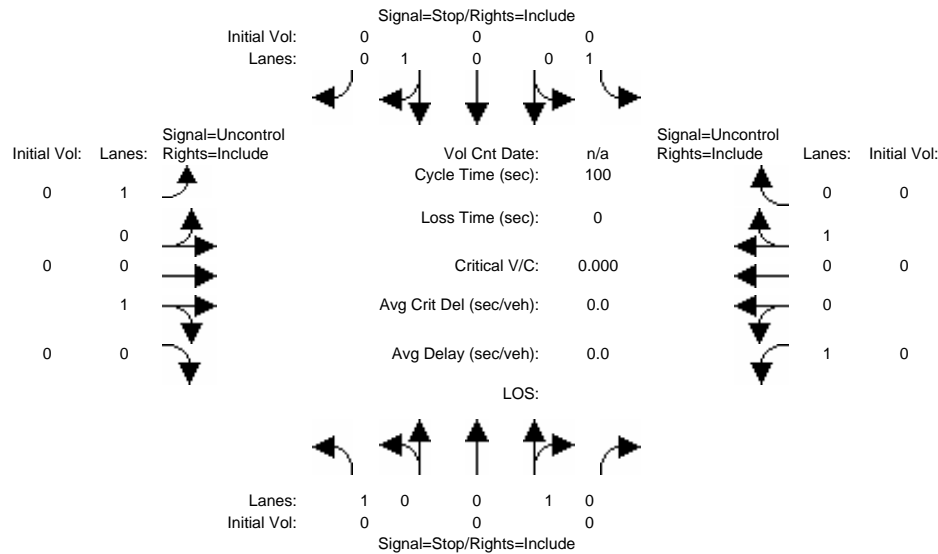 Signal=Stop/Rights=Include
Initial Vol: 0 0 0
Lanes: 0 1 0 0 1
Signal=Uncontrol Signal=Uncontrol
Initial Vol: Lanes: Rights=Include Vol Cnt Date: n/a Rights=Include Lanes: Initial Vol:
Cycle Time (sec): 100
0 1 0 0
Loss Time (sec): 0
0 1
0 0 Critical V/C: 0.000 0 0
1 Avg Crit Del (sec/veh): 0.0 0
0 0 Avg Delay (sec/veh): 0.0 1 0
LOS:
Lanes: 1 0 0 1 0
Initial Vol: 0 0 0
Signal=Stop/Rights=Include